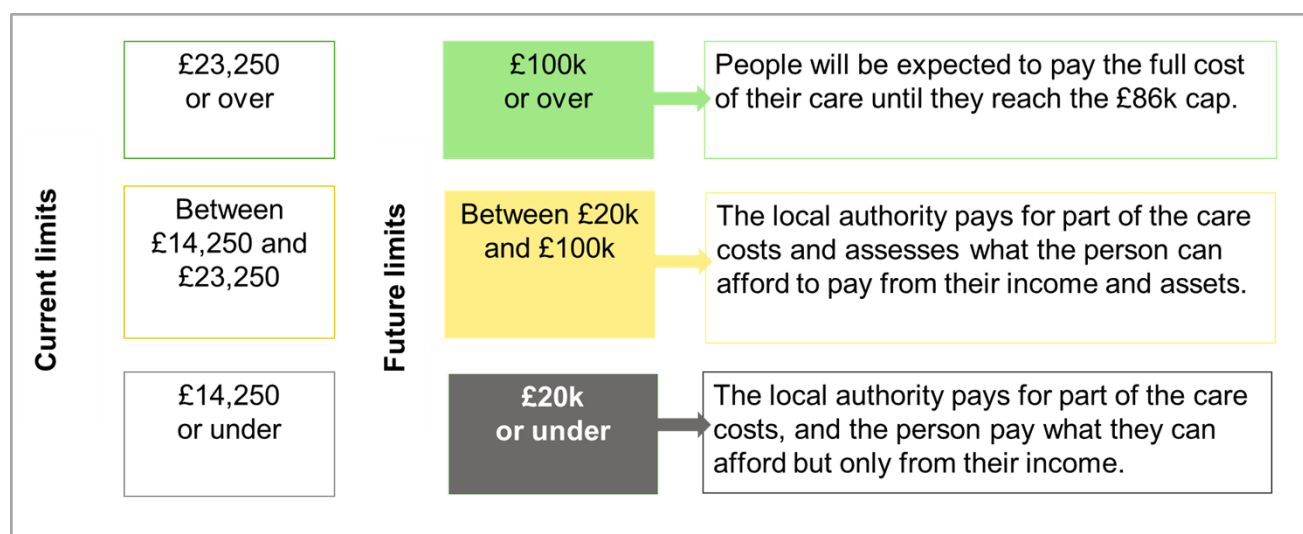 Current limits
£23,250
or over
Between
£14,250 and
£23,250
£14,250
or under
Future limits
£100k
or over
Between £20k
and £100k
£20k
or under
People will be expected to pay the full cost
of their care until they reach the £86k cap.
The local authority pays for part of the care
costs and assesses what the person can
afford to pay from their income and assets.
The local authority pays for part of the care
costs, and the person pay what they can
afford but only from their income.